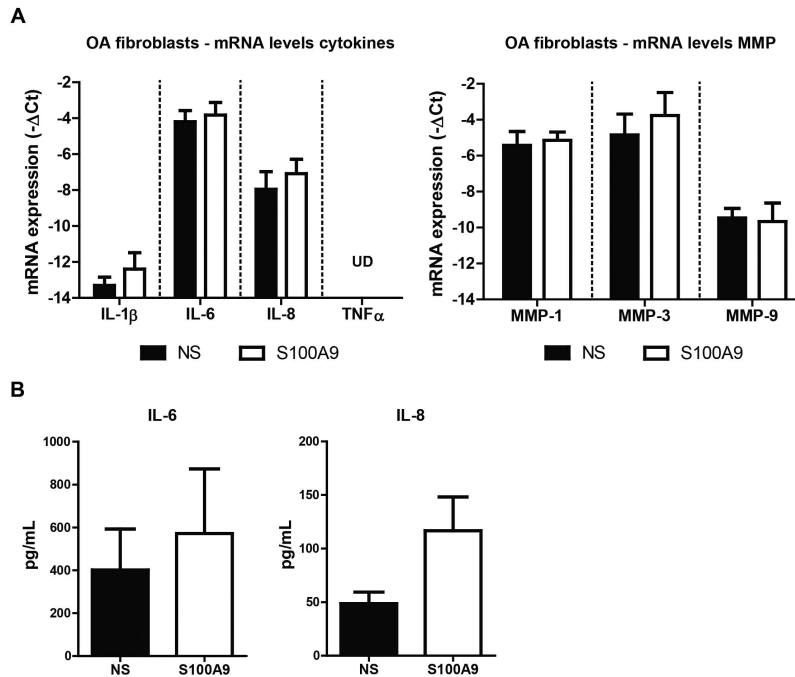 A
OA fibroblasts - mRNA levels cytokines
mRNA expression (-ΔCt)
-2
-4
-6
-8
-10
-12
-14
UD
IL-1β
IL-6
IL-8
TNFα
NS
S100A9
OA fibroblasts - mRNA levels MMP
mRNA expression (-ΔCt)
-2
-4
-6
-8
-10
-12
-14
MMP-1
MMP-3
MMP-9
NS
S100A9
B
IL-6
pg/mL
1000
800
600
400
200
0
NS
S100A9
IL-8
pg/mL
200
150
100
50
0
NS
S100A9